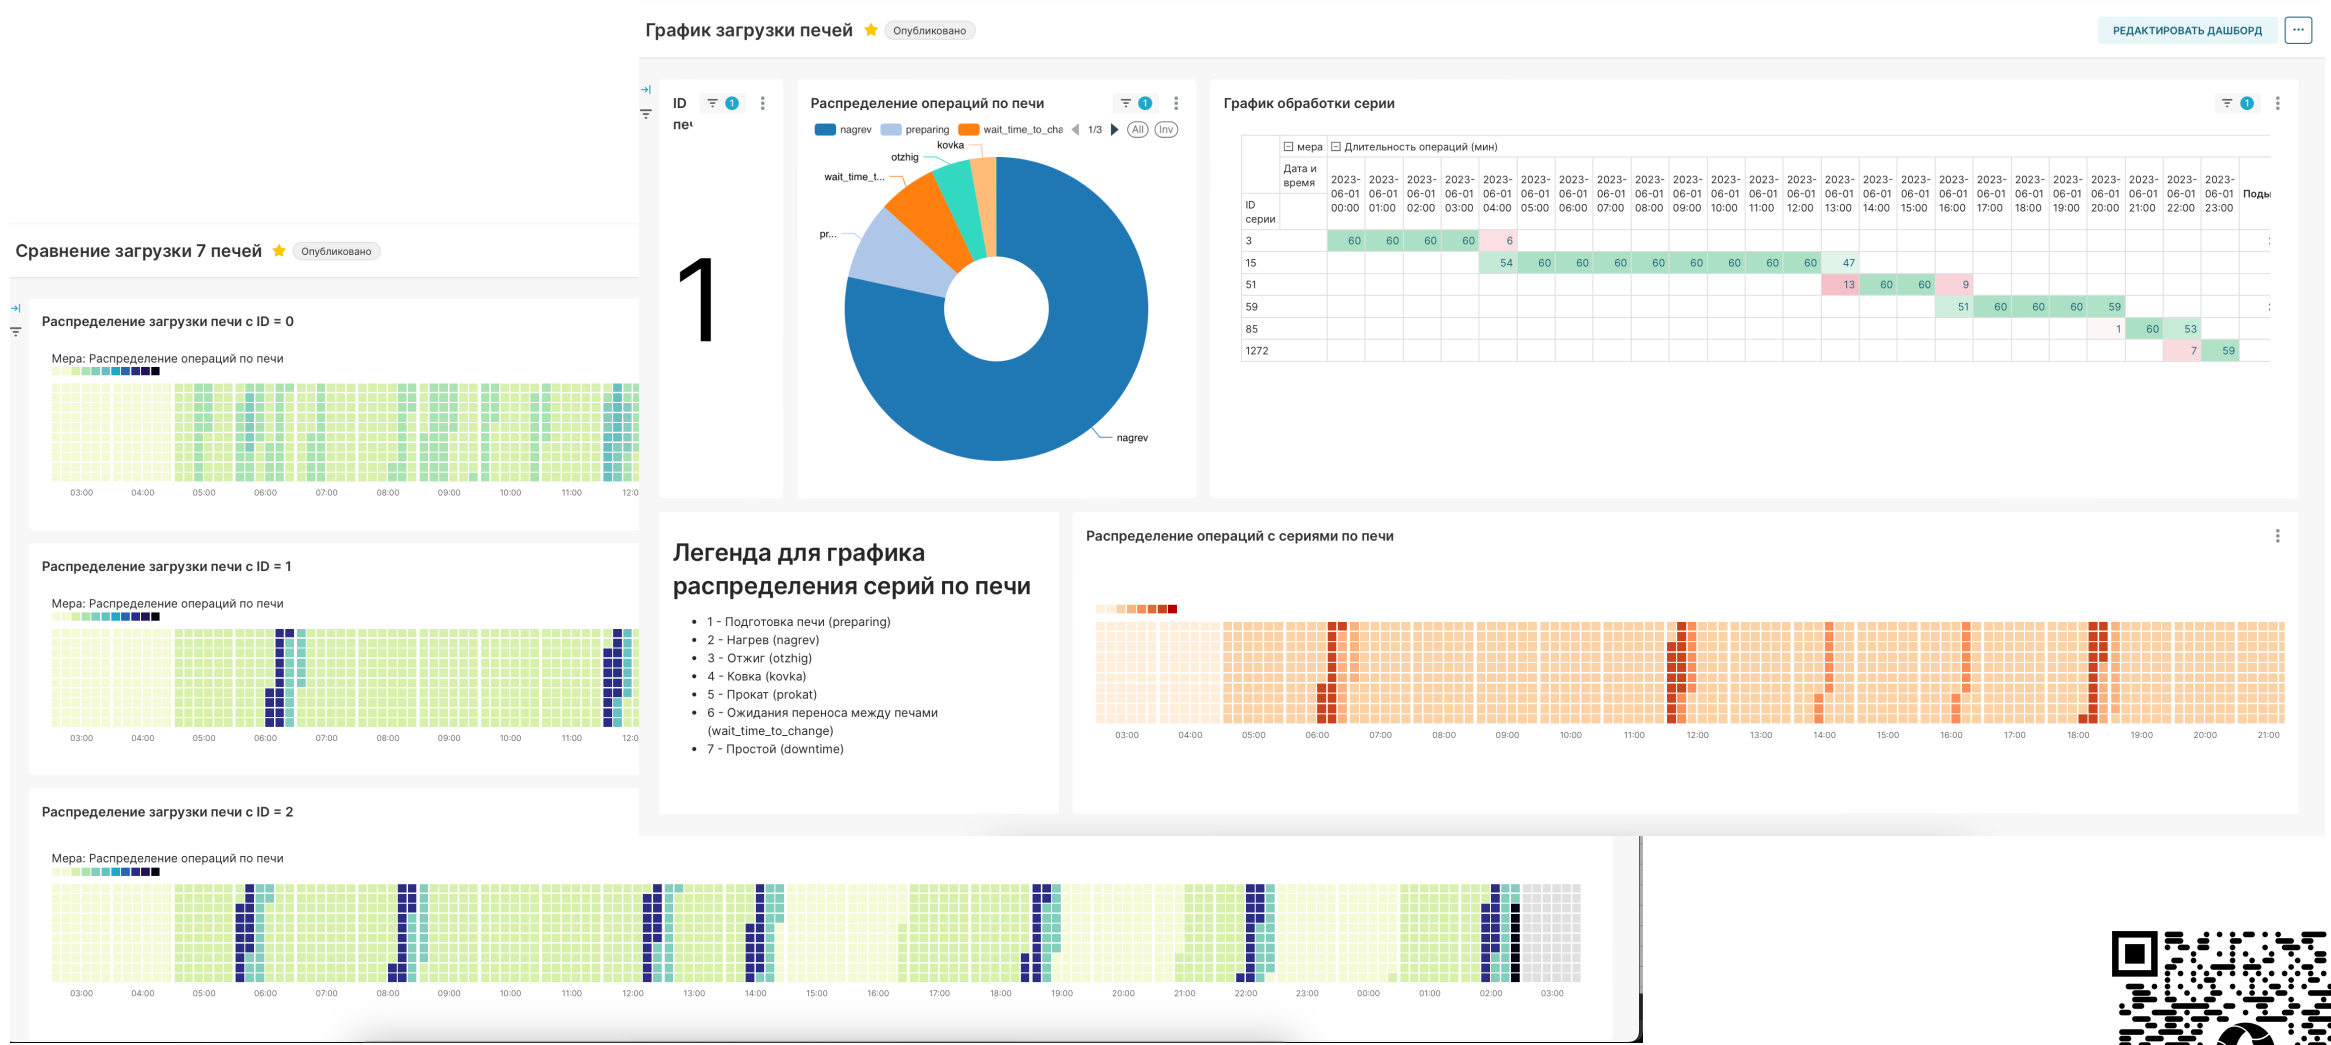 График загрузки печей
Опубликовано
РЕДАКТИРОВАТЬ ДАШБОРД
ID
печ
1
1
Распределение операций по печи
1
nagrev preparing wait_time_to_cha 1/3 All Inv
kovka
otzhig
wait_time_t...
pr...
nagrev
График обработки серии
1
мера Длительность операций (мин)
Дата и время
2023-06-01 00:00 2023-06-01 01:00 2023-06-01 02:00 2023-06-01 03:00 2023-06-01 04:00 2023-06-01 05:00 2023-06-01 06:00 2023-06-01 07:00 2023-06-01 08:00 2023-06-01 09:00 2023-06-01 10:00 2023-06-01 11:00 2023-06-01 12:00 2023-06-01 13:00 2023-06-01 14:00 2023-06-01 15:00 2023-06-01 16:00 2023-06-01 17:00 2023-06-01 18:00 2023-06-01 19:00 2023-06-01 20:00 2023-06-01 21:00 2023-06-01 22:00 2023-06-01 23:00
ID серии
3 60 60 60 60 6
15 54 60 60 60 60 60 60 60 60 47
51 13 60 60 9
59 51 60 60 60 59
85 1 60 53
1272 7 59
Легенда для графика
распределения серий по печи
• 1 - Подготовка печи (preparing)
• 2 - Нагрев (nagrev)
• 3 - Отжиг (otzhig)
• 4 - Ковка (kovka)
• 5 - Прокат (prokat)
• 6 - Ожидания переноса между печами
(wait_time_to_change)
• 7 - Простой (downtime)
Распределение операций с сериями по печи
03:00 04:00 05:00 06:00 07:00 08:00 09:00 10:00 11:00 12:00 13:00 14:00 15:00 16:00 17:00 18:00 19:00 20:00 21:00
Сравнение загрузки 7 печей
Опубликовано
Распределение загрузки печи с ID = 0
Мера: Распределение операций по печи
03:00 04:00 05:00 06:00 07:00 08:00 09:00 10:00 11:00 12:0
Распределение загрузки печи с ID = 1
Мера: Распределение операций по печи
03:00 04:00 05:00 06:00 07:00 08:00 09:00 10:00 11:00 12:0
Распределение загрузки печи с ID = 2
Мера: Распределение операций по печи
03:00 04:00 05:00 06:00 07:00 08:00 09:00 10:00 11:00 12:00 13:00 14:00 15:00 16:00 17:00 18:00 19:00 20:00 21:00 22:00 23:00 00:00 01:00 02:00 03:00